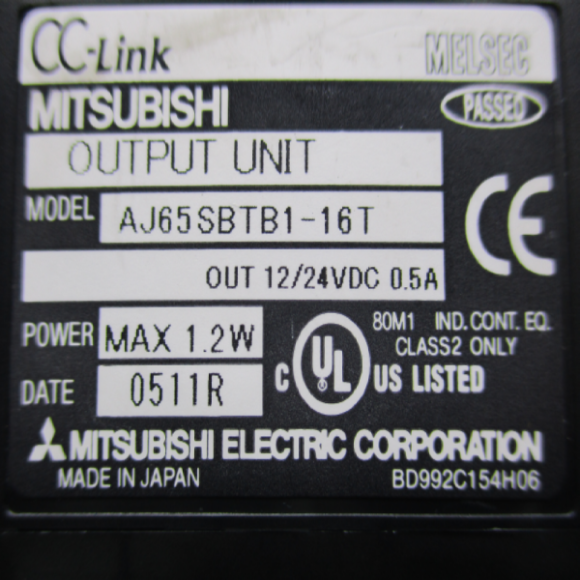 CC-Link MELSEC
MITSUBISHI PASSED
OUTPUT UNIT
MODEL AJ65SBTB1-16T
CE
OUT 12/24VDC 0.5A
POWER MAX 1.2W
80M1 IND. CONT. EQ.
CLASS2 ONLY
DATE 0511R
C UL ® US LISTED
MITSUBISHI ELECTRIC CORPORATION
MADE IN JAPAN BD992C154H06